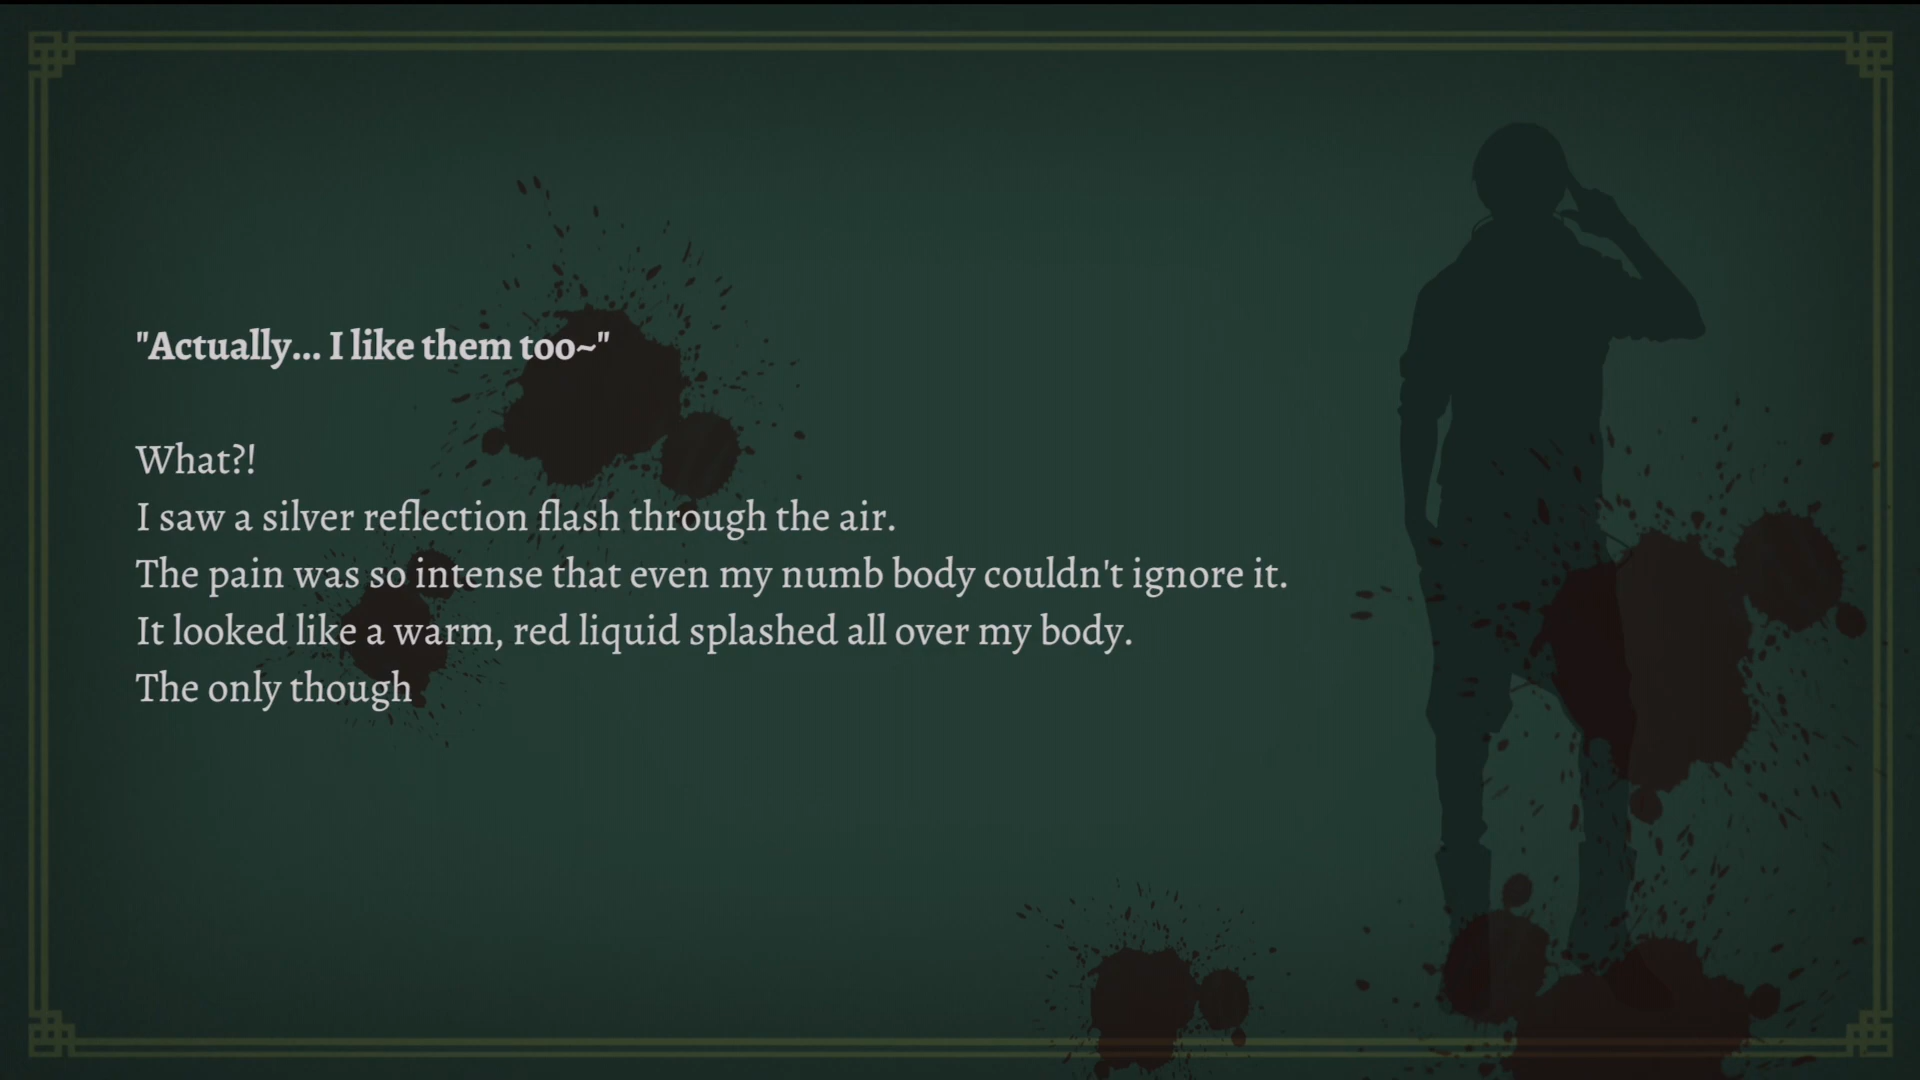 "Actually... I like them too~"
What?!
I saw a silver reflection flash through the air.
The pain was so intense that even my numb body couldn't ignore it.
It looked like a warm, red liquid splashed all over my body.
The only though